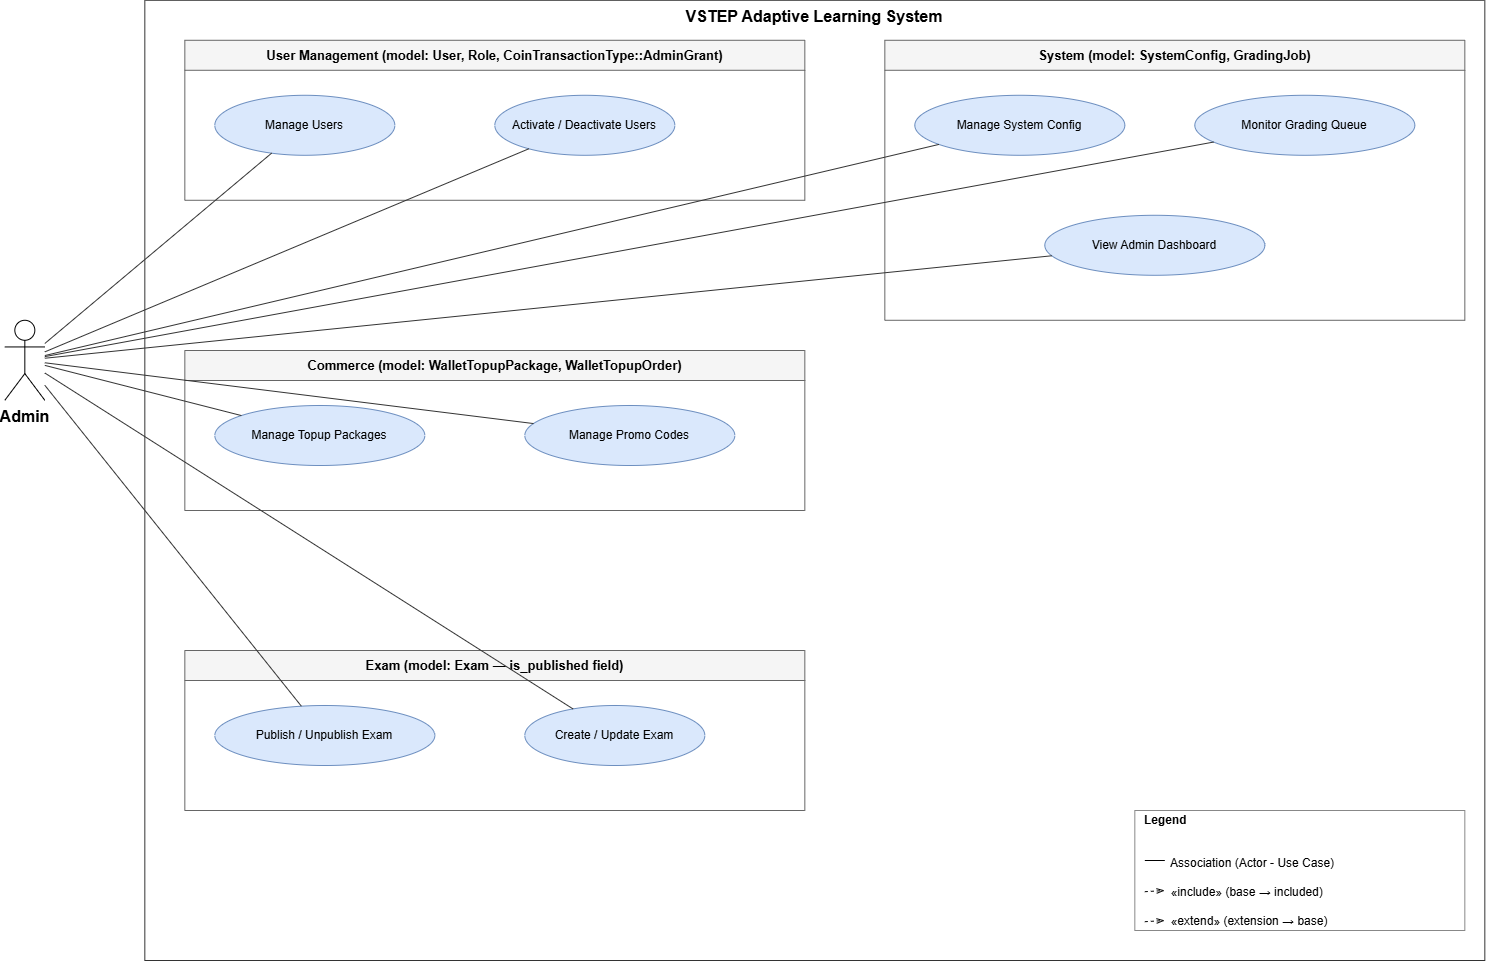 VSTEP Adaptive Learning System
User Management (model: User, Role, CoinTransactionType::AdminGrant)
Manage Users
Activate / Deactivate Users
System (model: SystemConfig, GradingJob)
Manage System Config
Monitor Grading Queue
View Admin Dashboard
Admin
Commerce (model: WalletTopupPackage, WalletTopupOrder)
Manage Topup Packages
Manage Promo Codes
Exam (model: Exam — is_published field)
Publish / Unpublish Exam
Create / Update Exam
Legend
Association (Actor - Use Case)
«include» (base → included)
«extend» (extension → base)